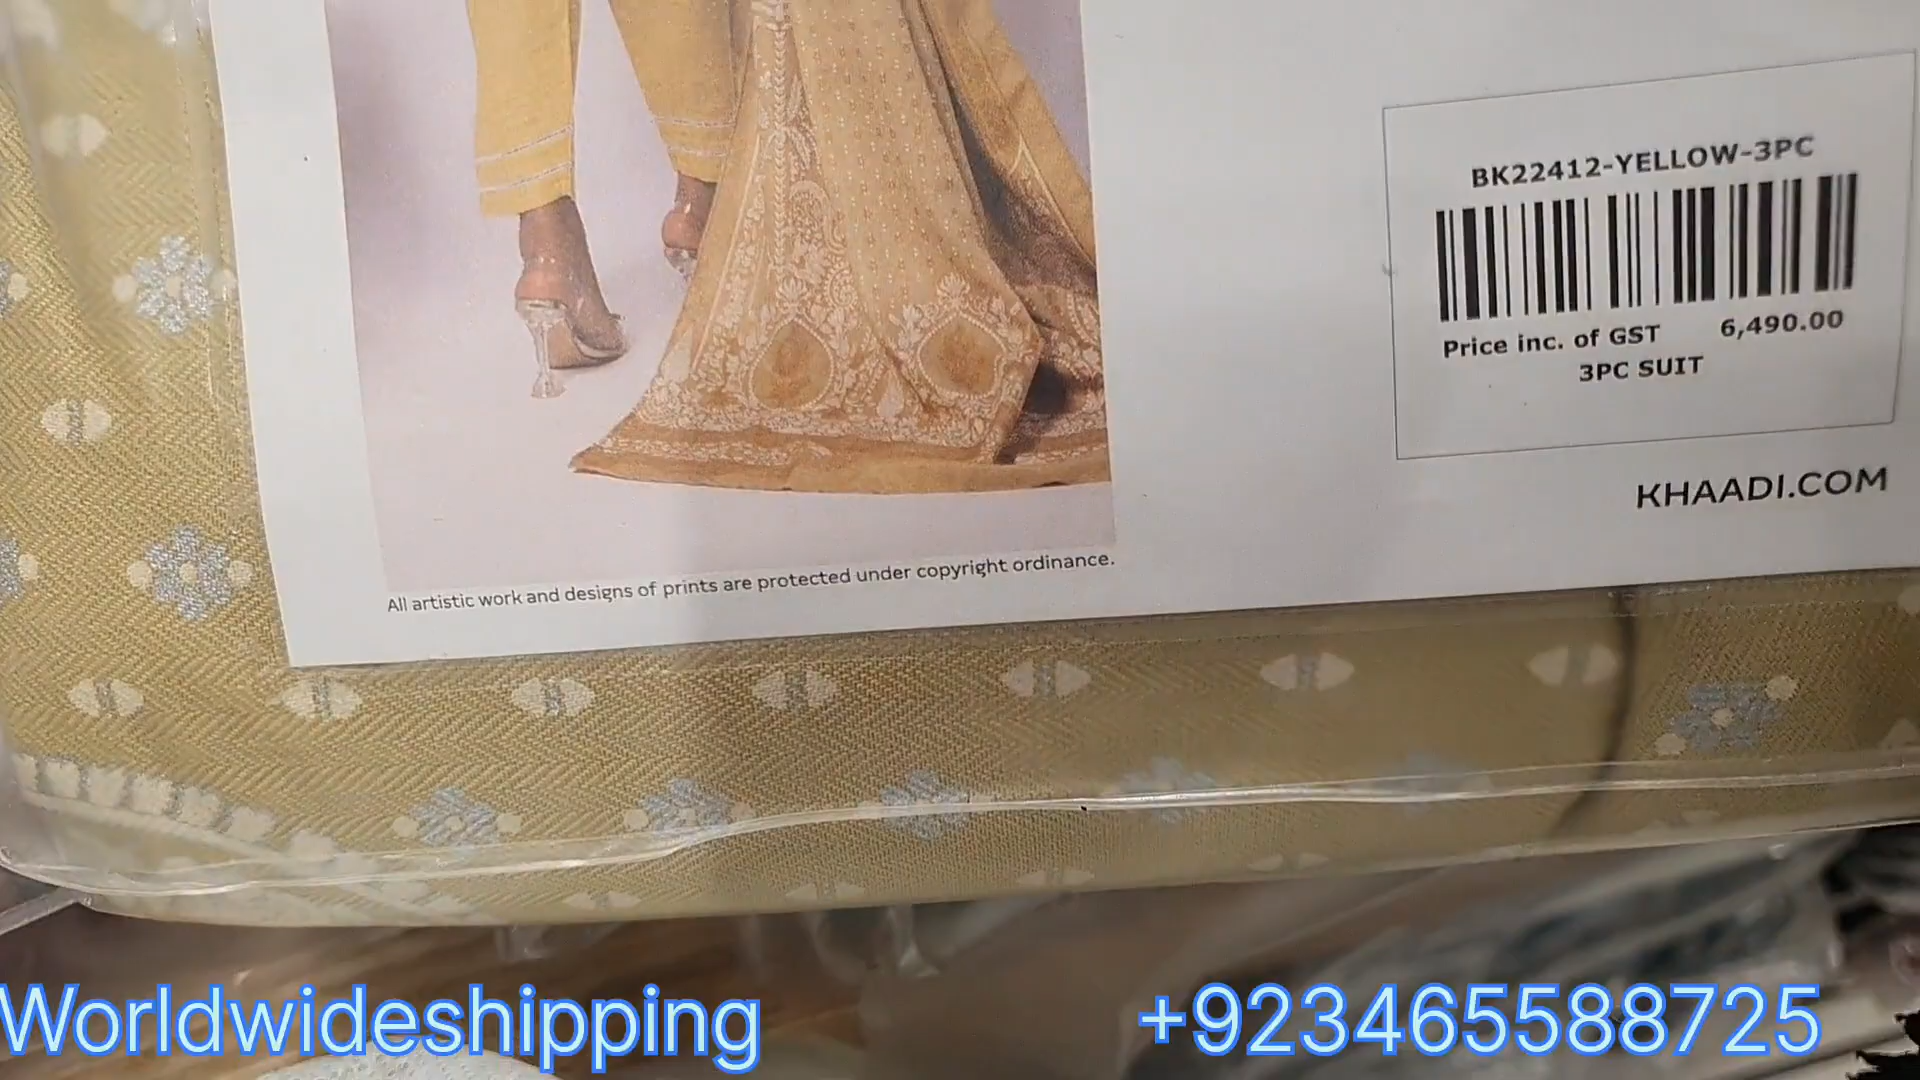 BK22412-YELLOW-3PC
Price inc. of GST 6,490.00
3PC SUIT
KHAADI.COM
All artistic work and designs of prints are protected under copyright ordinance.
Worldwideshipping
+923465588725